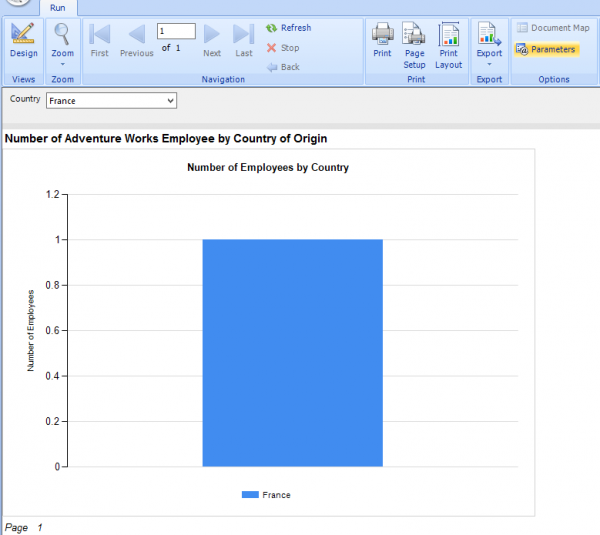 Run
Design
Zoom
First
Previous
1
of 1
Next
Last
Refresh
Stop
Back
Print
Page Setup
Print Layout
Export
Document Map
Parameters
Views
Zoom
Navigation
Print
Export
Options
Country France
Number of Adventure Works Employee by Country of Origin
Number of Employees by Country
1.2
1
0.8
0.6
0.4
0.2
0
Number of Employees
France
Page 1